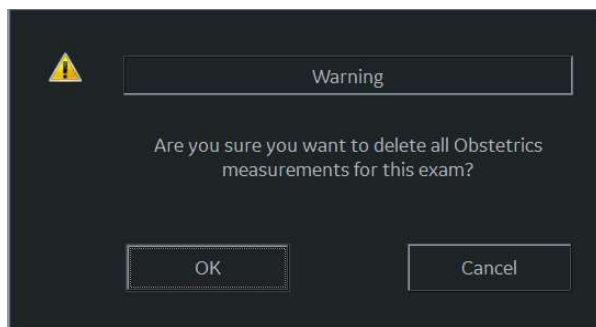 Warning
Are you sure you want to delete all Obstetrics
measurements for this exam?
OK
Cancel